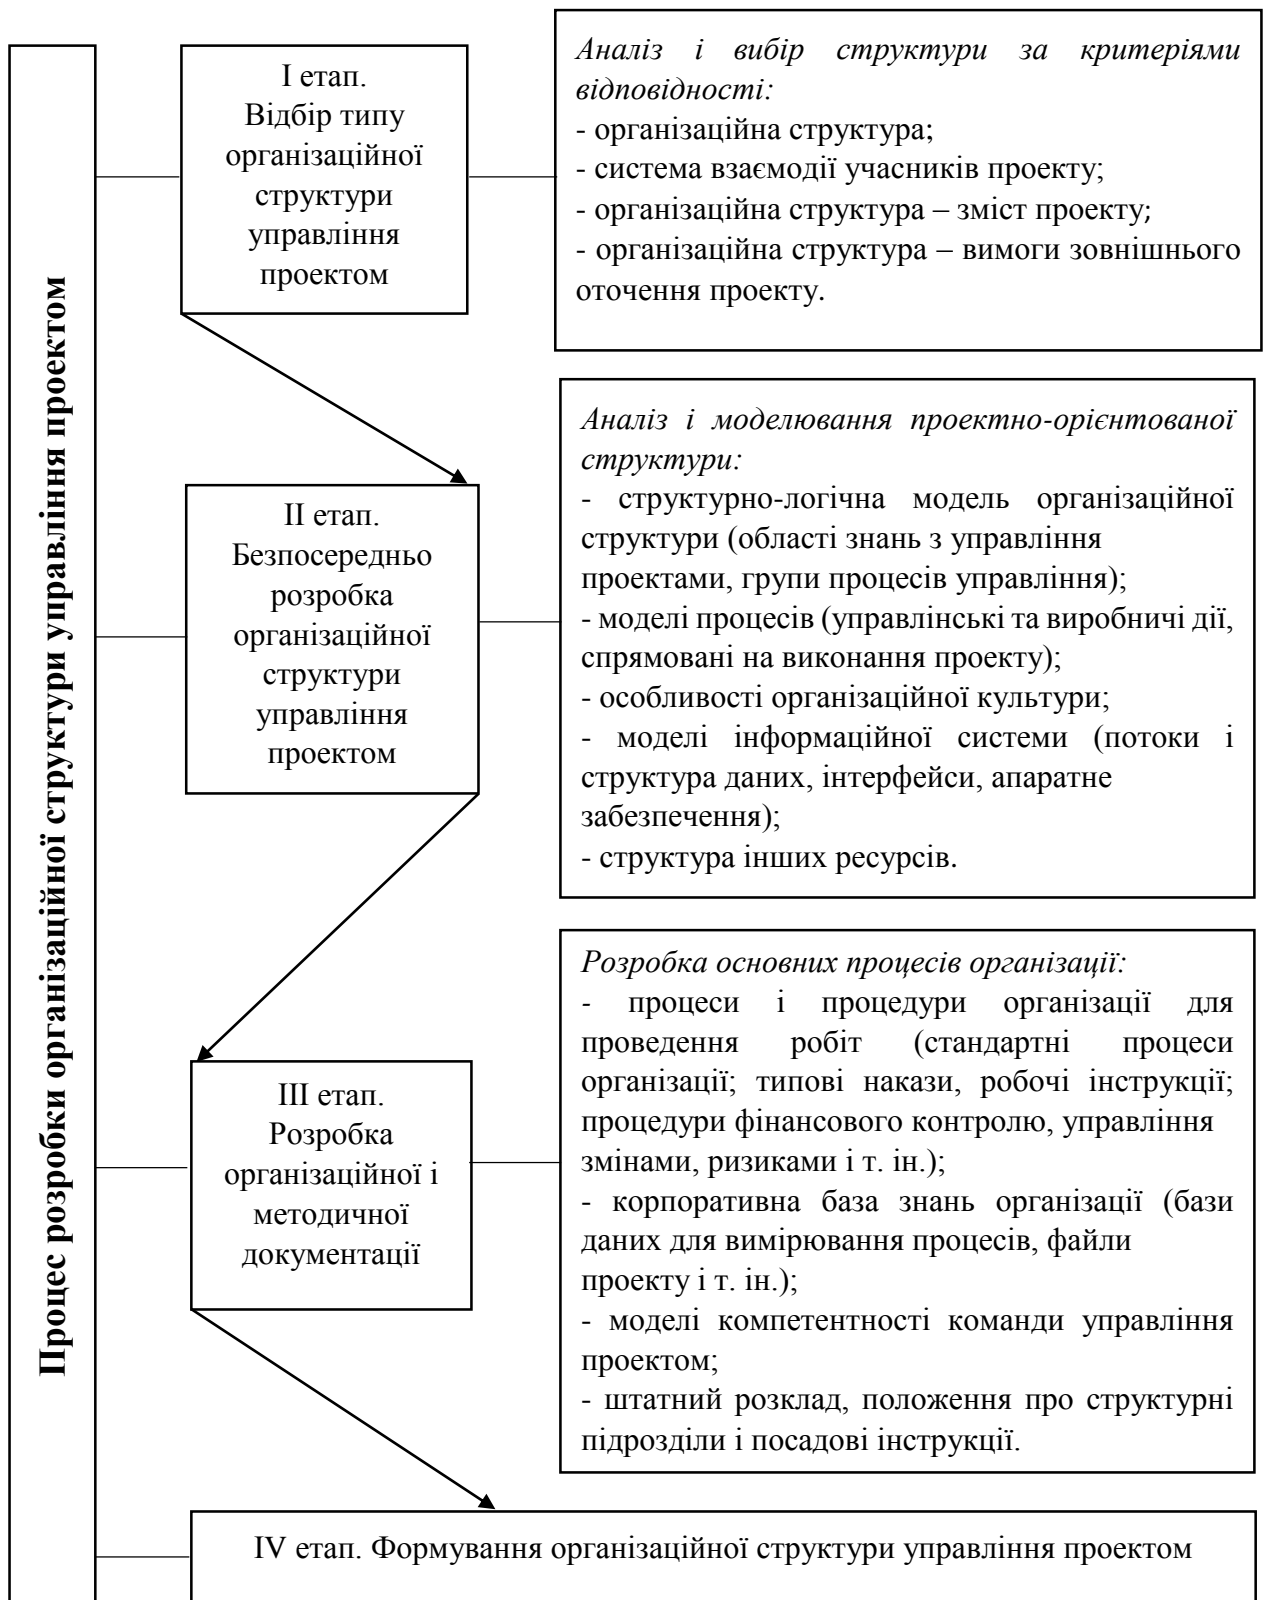 Процес розробки організаційної структури управління проектом
І етап.
Відбір типу
організаційної
структури
управління
проектом
Аналіз і вибір структури за критеріями
відповідності:
- організаційна структура;
- система взаємодії учасників проекту;
- організаційна структура – зміст проекту;
- організаційна структура – вимоги зовнішнього
оточення проекту.
ІІ етап.
Безпосередньо
розробка
організаційної
структури
управління
проектом
Аналіз і моделювання проектно-орієнтованої
структури:
- структурно-логічна модель організаційної
структури (області знань з управління
проектами, групи процесів управління);
- моделі процесів (управлінські та виробничі дії,
спрямовані на виконання проекту);
- особливості організаційної культури;
- моделі інформаційної системи (потоки і
структура даних, інтерфейси, апаратне
забезпечення);
- структура інших ресурсів.
ІІІ етап.
Розробка
організаційної і
методичної
документації
Розробка основних процесів організації:
- процеси і процедури організації для
проведення робіт (стандартні процеси
організації; типові накази, робочі інструкції;
процедури фінансового контролю, управління
змінами, ризиками і т. ін.);
- корпоративна база знань організації (бази
даних для вимірювання процесів, файли
проекту і т. ін.);
- моделі компетентності команди управління
проектом;
- штатний розклад, положення про структурні
підрозділи і посадові інструкції.
IV етап. Формування організаційної структури управління проектом